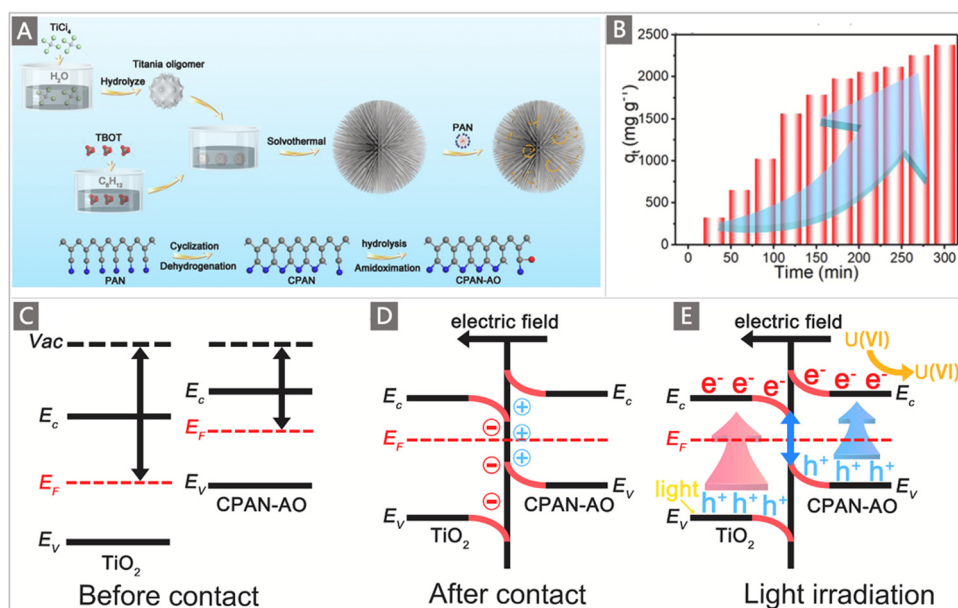 A
TiCl₄
H₂O
Hydrolyze
Titania oligomer
TBOT
C₆H₁₂
Solvothermal
PAN
Cyclization
Dehydrogenation
hydrolysis
Amidoximation
PAN
CPAN
CPAN-AO
B
qt (mg g⁻¹)
2500
2000
1500
1000
500
0
0 50 100 150 200 250 300
Time (min)
C
Vac
Ec
Ec
EF
EF
EV
CPAN-AO
EV
TiO₂
Before contact
D
electric field
Ec
Ec
EF
⊖ ⊕
⊕
⊖ ⊕
⊖
EV
CPAN-AO
EV
TiO₂
After contact
E
electric field
U(VI)
U(VI)
e⁻ e⁻ e⁻ e⁻ e⁻ e⁻
Ec
Ec
EF
h⁺ h⁺ h⁺
EV
CPAN-AO
light
h⁺ h⁺ h⁺
EV
TiO₂
Light irradiation